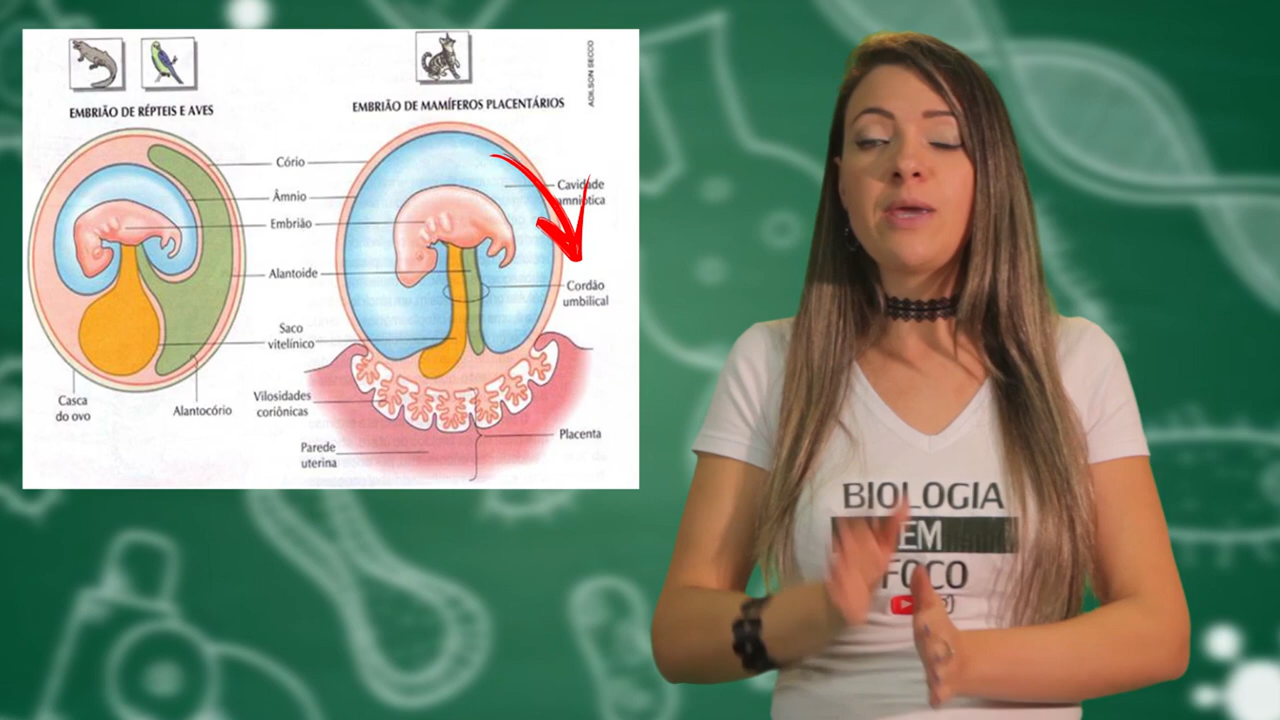 EMBRIÃO DE RÉPTEIS E AVES
EMBRIÃO DE MAMÍFEROS PLACENTÁRIOS
ADILSON SECCO
Cório
Âmnio
Embrião
Alantoide
Saco
vitelínico
Casca
do ovo
Alantocório
Vilosidades
coriônicas
Parede
uterina
Cavidade
amniótica
Cordão
umbilical
Placenta
BIOLOGIA
EM
FOCO